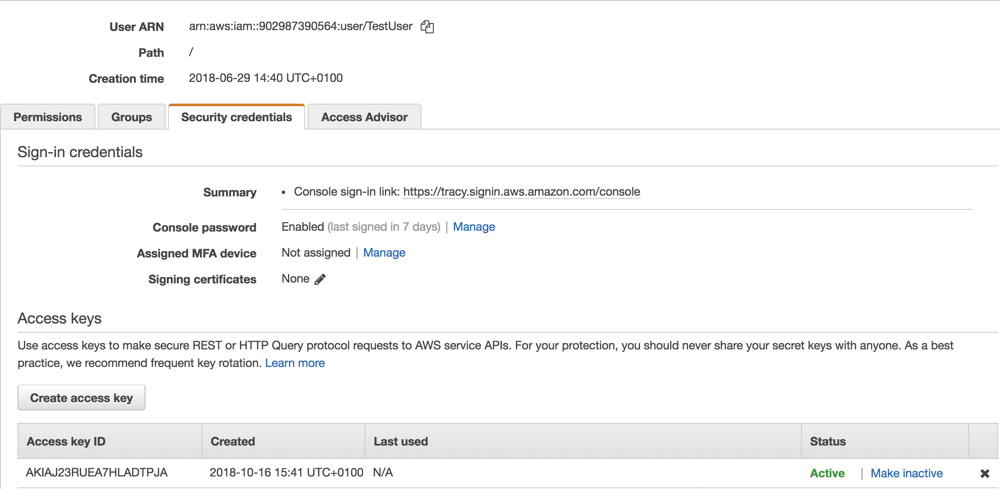 User ARN arn:aws:iam::902987390564:user/TestUser
Path /
Creation time 2018-06-29 14:40 UTC+0100
Permissions Groups Security credentials Access Advisor
Sign-in credentials
Summary • Console sign-in link: https://tracy.signin.aws.amazon.com/console
Console password Enabled (last signed in 7 days) | Manage
Assigned MFA device Not assigned | Manage
Signing certificates None
Access keys
Use access keys to make secure REST or HTTP Query protocol requests to AWS service APIs. For your protection, you should never share your secret keys with anyone. As a best
practice, we recommend frequent key rotation. Learn more
Create access key
Access key ID Created Last used Status
AKIAJ23RUEA7HLADTPJA 2018-10-16 15:41 UTC+0100 N/A Active | Make inactive